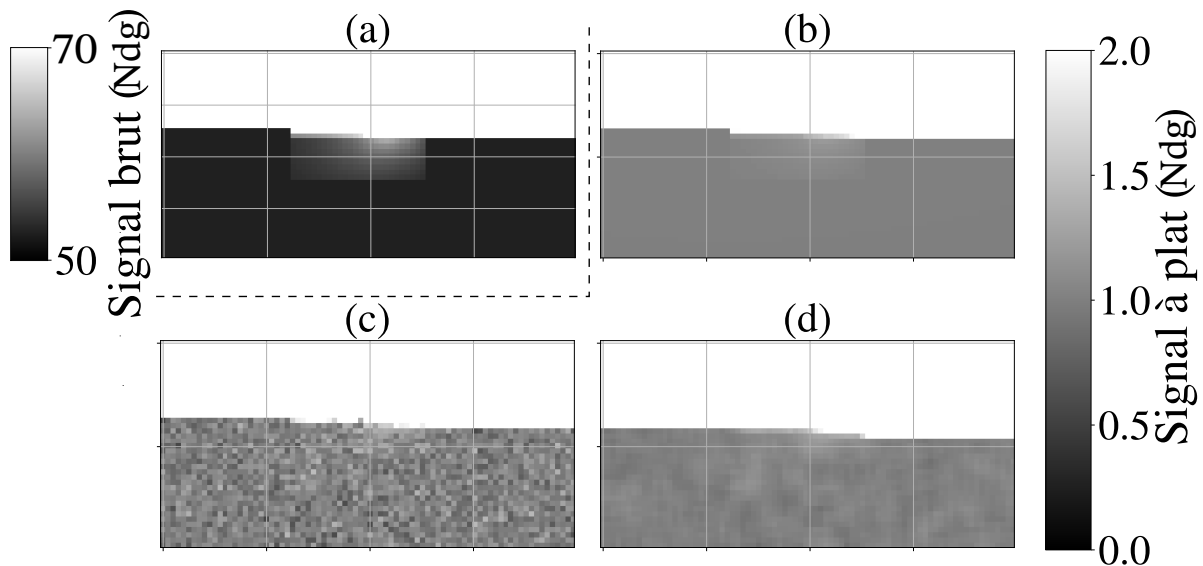 (a)
(b)
70
50
Signal brut (Ndg)
(c)
(d)
2.0
1.5
1.0
0.5
0.0
Signal à plat (Ndg)